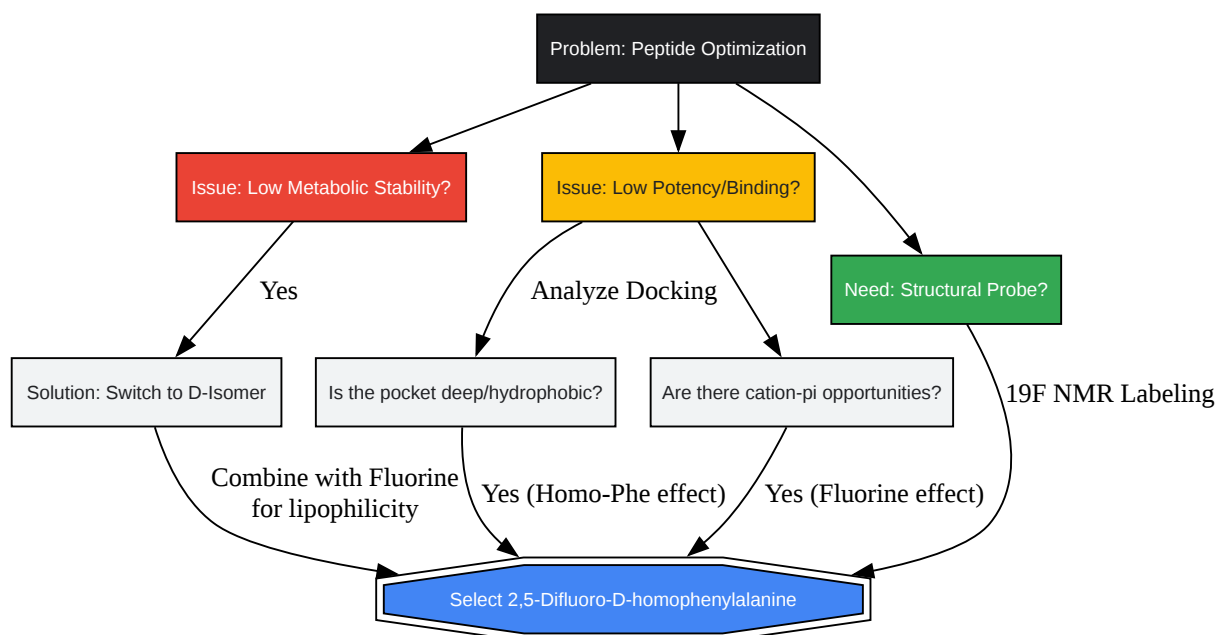 Problem: Peptide Optimization
Issue: Low Metabolic Stability?
Issue: Low Potency/Binding?
Need: Structural Probe?
Yes
Analyze Docking
Solution: Switch to D-Isomer
Is the pocket deep/hydrophobic?
Are there cation-pi opportunities?
19F NMR Labeling
Combine with Fluorine
for lipophilicity
Yes (Homo-Phe effect)
Yes (Fluorine effect)
Select 2,5-Difluoro-D-homophenylalanine